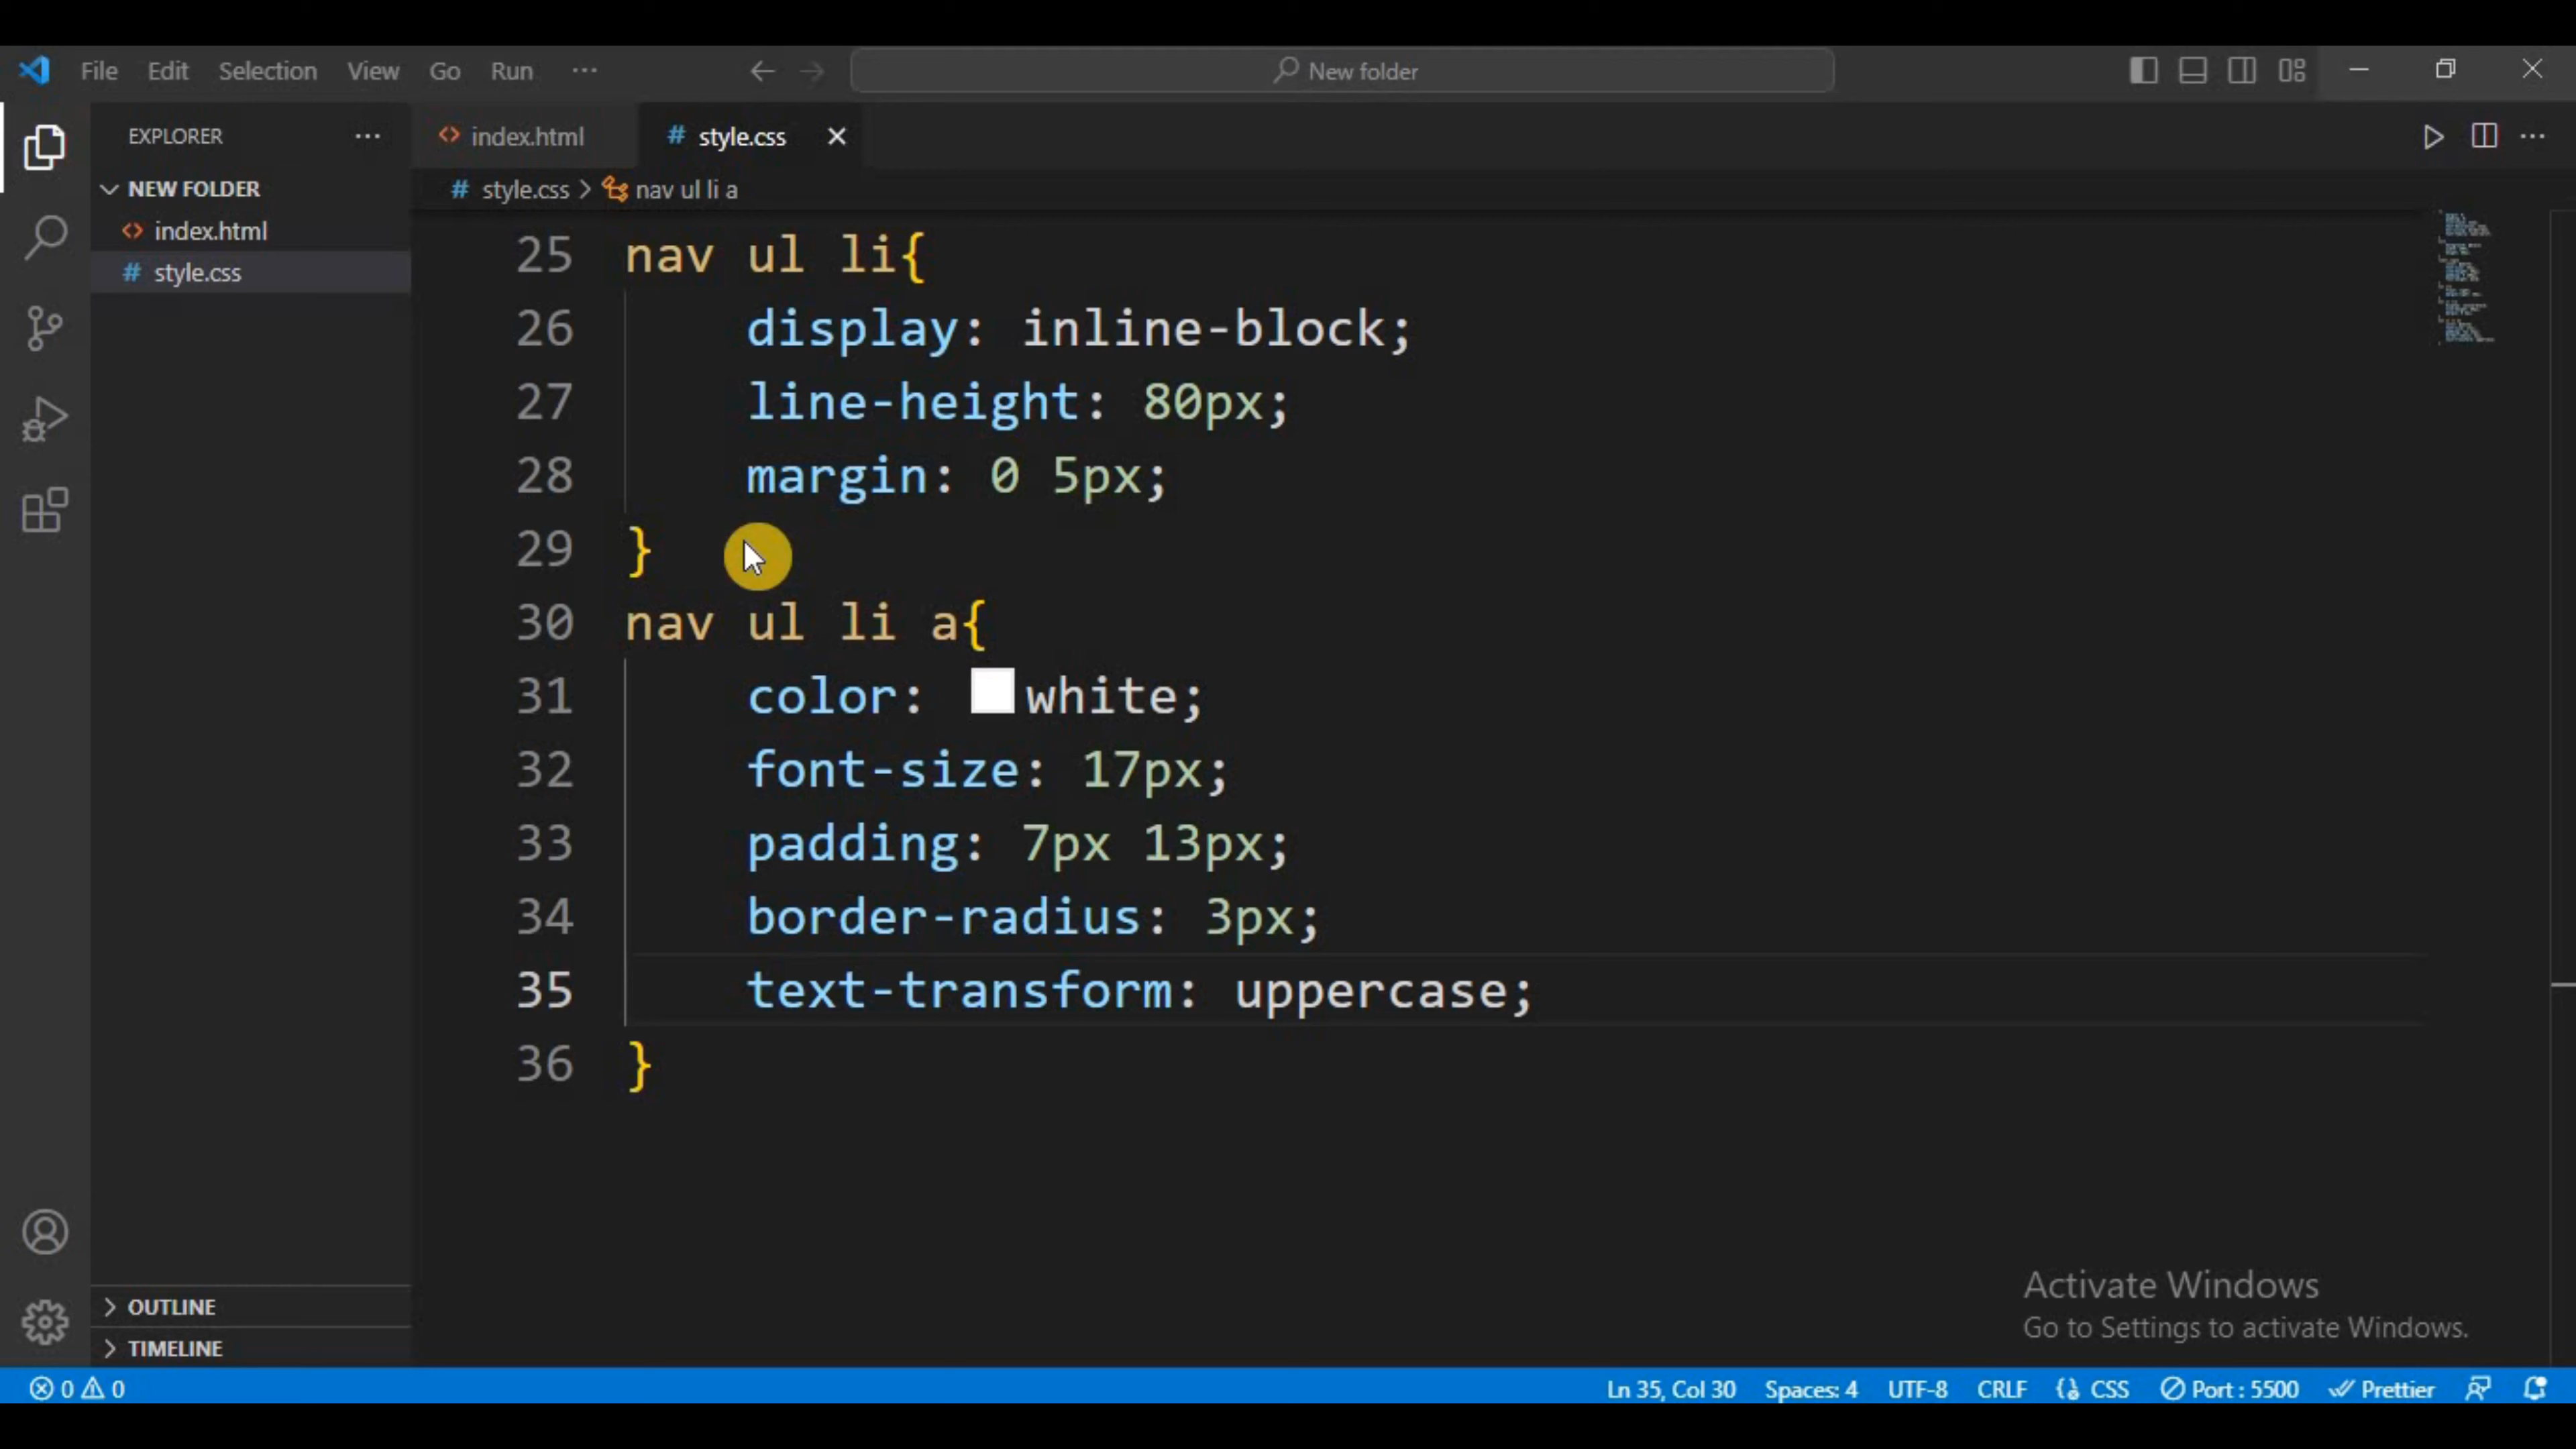 File Edit Selection View Go Run ··· New folder
EXPLORER ···
index.html
style.css
NEW FOLDER
index.html
style.css
style.css > nav ul li a
25 nav ul li{
26 display: inline-block;
27 line-height: 80px;
28 margin: 0 5px;
29 }
30 nav ul li a{
31 color: white;
32 font-size: 17px;
33 padding: 7px 13px;
34 border-radius: 3px;
35 text-transform: uppercase;
36 }
Activate Windows
Go to Settings to activate Windows.
OUTLINE
TIMELINE
0 0 Ln 35, Col 30 Spaces: 4 UTF-8 CRLF CSS Port : 5500 Prettier